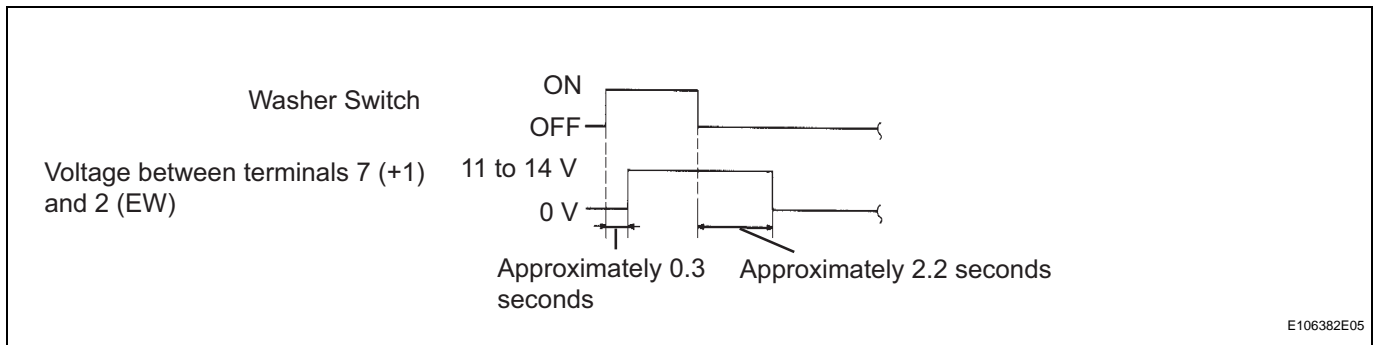 Washer Switch
ON
OFF
Voltage between terminals 7 (+1)
and 2 (EW)
11 to 14 V
0 V
Approximately 0.3
seconds
Approximately 2.2 seconds
E106382E05